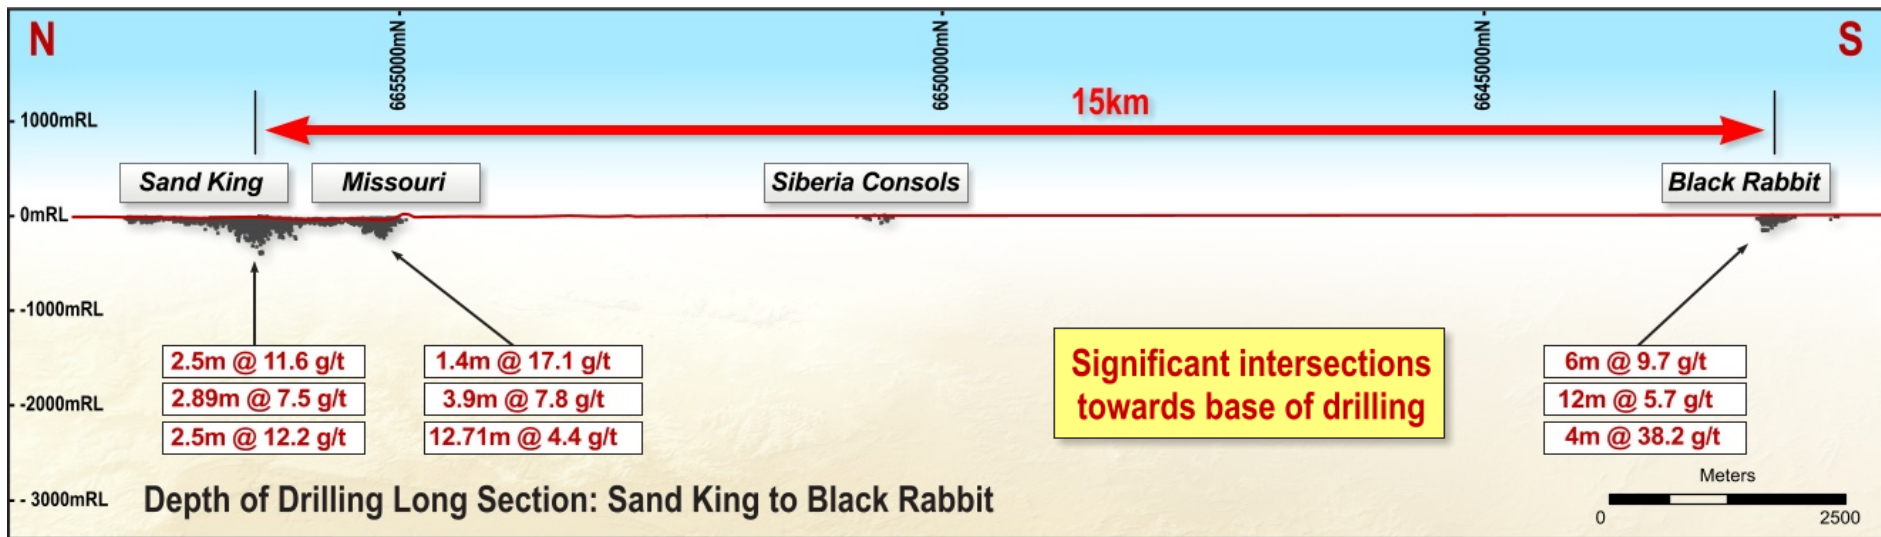 N
S
6655000mN
6650000mN
6645000mN
15km
1000mRL
Sand King
Missouri
Siberia Consols
Black Rabbit
0mRL
-1000mRL
-2000mRL
- 3000mRL
2.5m @ 11.6 g/t
2.89m @ 7.5 g/t
2.5m @ 12.2 g/t
1.4m @ 17.1 g/t
3.9m @ 7.8 g/t
12.71m @ 4.4 g/t
Significant intersections
towards base of drilling
6m @ 9.7 g/t
12m @ 5.7 g/t
4m @ 38.2 g/t
Depth of Drilling Long Section: Sand King to Black Rabbit
Meters
0
2500